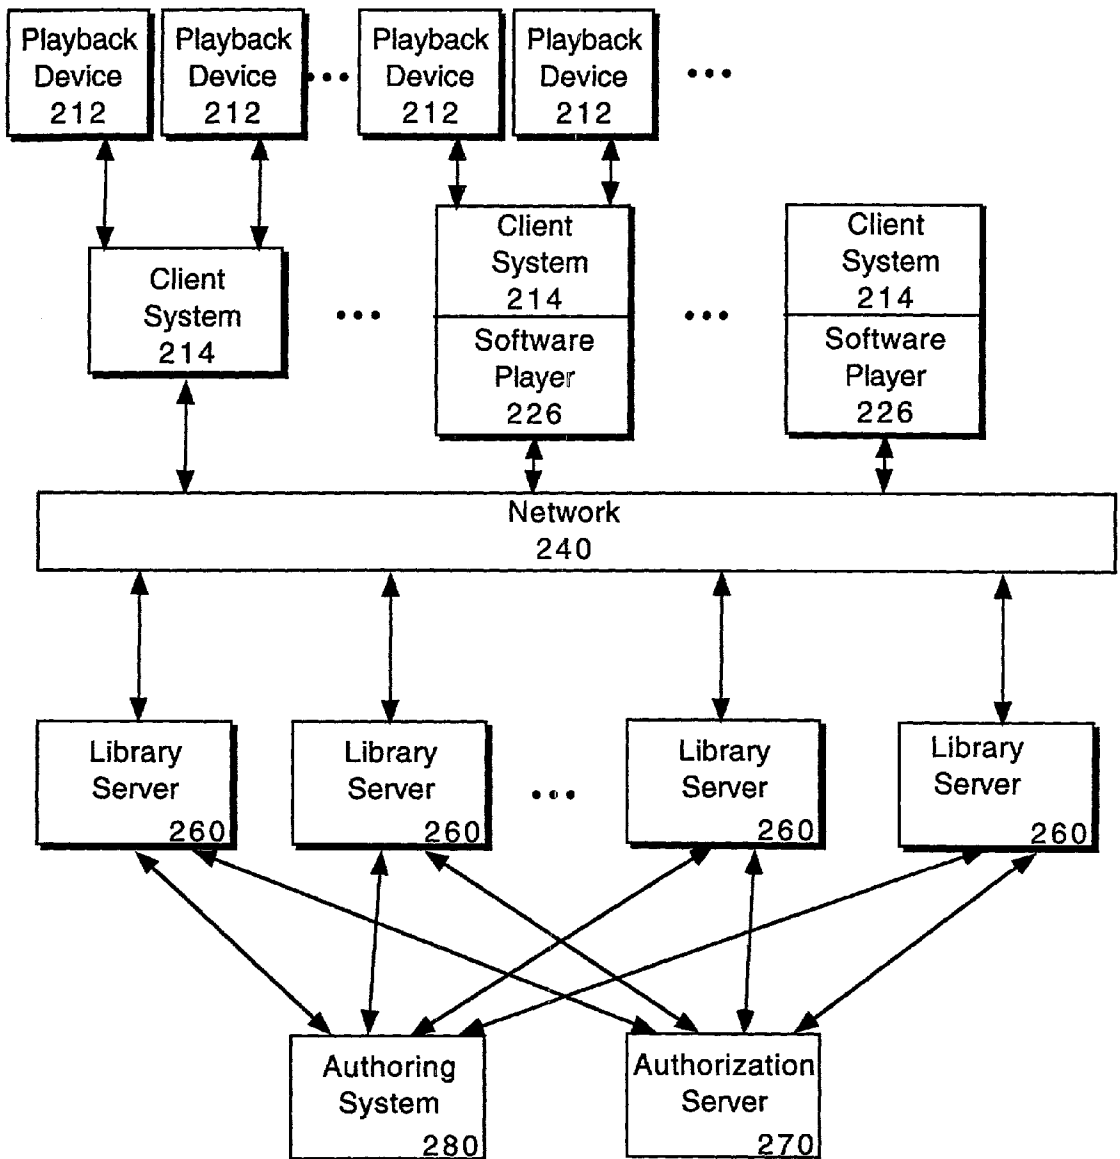 Playback
Device
212
Playback
Device
212
Playback
Device
212
Playback
Device
212
Client
System
214
Client
System
214
Software
Player
226
Client
System
214
Software
Player
226
Network
240
Library
Server
260
Library
Server
260
Library
Server
260
Library
Server
260
Authoring
System
280
Authorization
Server
270